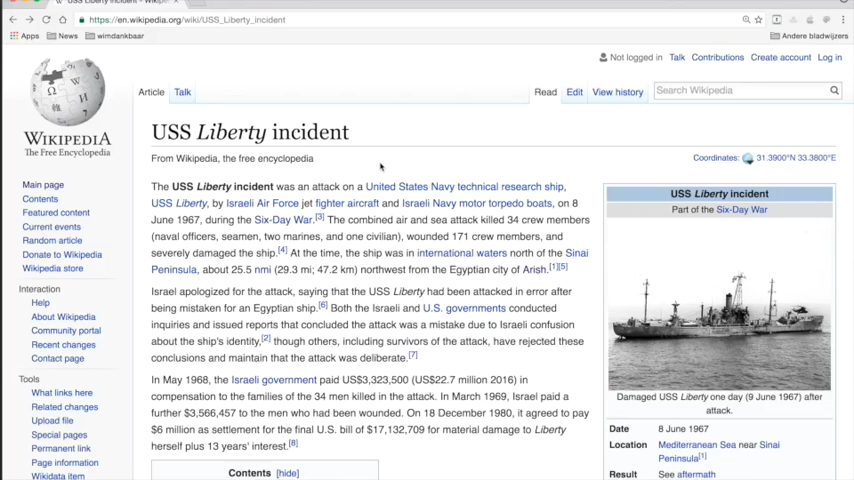 USS Liberty incident - Wikipe
https://en.wikipedia.org/wiki/USS_Liberty_incident
Apps News wimdankbaar Andere bladwijzers
Not logged in Talk Contributions Create account Log in
Article Talk Read Edit View history Search Wikipedia
WIKIPEDIA
The Free Encyclopedia
Main page
Contents
Featured content
Current events
Random article
Donate to Wikipedia
Wikipedia store
Interaction
Help
About Wikipedia
Community portal
Recent changes
Contact page
Tools
What links here
Related changes
Upload file
Special pages
Permanent link
Page information
Wikidata item
USS Liberty incident
From Wikipedia, the free encyclopedia
Coordinates: 31.3900°N 33.3800°E
The USS Liberty incident was an attack on a United States Navy technical research ship,
USS Liberty, by Israeli Air Force jet fighter aircraft and Israeli Navy motor torpedo boats, on 8
June 1967, during the Six-Day War.[3] The combined air and sea attack killed 34 crew members
(naval officers, seamen, two marines, and one civilian), wounded 171 crew members, and
severely damaged the ship.[4] At the time, the ship was in international waters north of the Sinai
Peninsula, about 25.5 nmi (29.3 mi; 47.2 km) northwest from the Egyptian city of Arish.[1][5]
Israel apologized for the attack, saying that the USS Liberty had been attacked in error after
being mistaken for an Egyptian ship.[6] Both the Israeli and U.S. governments conducted
inquiries and issued reports that concluded the attack was a mistake due to Israeli confusion
about the ship's identity,[2] though others, including survivors of the attack, have rejected these
conclusions and maintain that the attack was deliberate.[7]
In May 1968, the Israeli government paid US$3,323,500 (US$22.7 million 2016) in
compensation to the families of the 34 men killed in the attack. In March 1969, Israel paid a
further $3,566,457 to the men who had been wounded. On 18 December 1980, it agreed to pay
$6 million as settlement for the final U.S. bill of $17,132,709 for material damage to Liberty
herself plus 13 years' interest.[8]
Contents [hide]
USS Liberty incident
Part of the Six-Day War
Damaged USS Liberty one day (9 June 1967) after
attack.
Date 8 June 1967
Location Mediterranean Sea near Sinai
Peninsula[1]
Result See aftermath